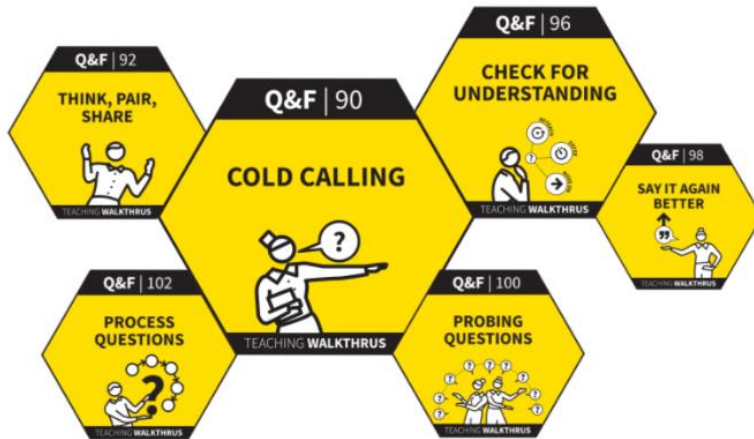 Q&F | 92
THINK, PAIR,
SHARE
TEACHING WALKTHRUS
Q&F | 90
COLD CALLING
?
TEACHING WALKTHRUS
Q&F | 96
CHECK FOR
UNDERSTANDING
?
TEACHING WALKTHRUS
Q&F | 98
SAY IT AGAIN
BETTER
”
TEACHING WALKTHRUS
Q&F | 102
PROCESS
QUESTIONS
?
TEACHING WALKTHRUS
Q&F | 100
PROBING
QUESTIONS
? ? ? ? ? ? ? ? ?
TEACHING WALKTHRUS